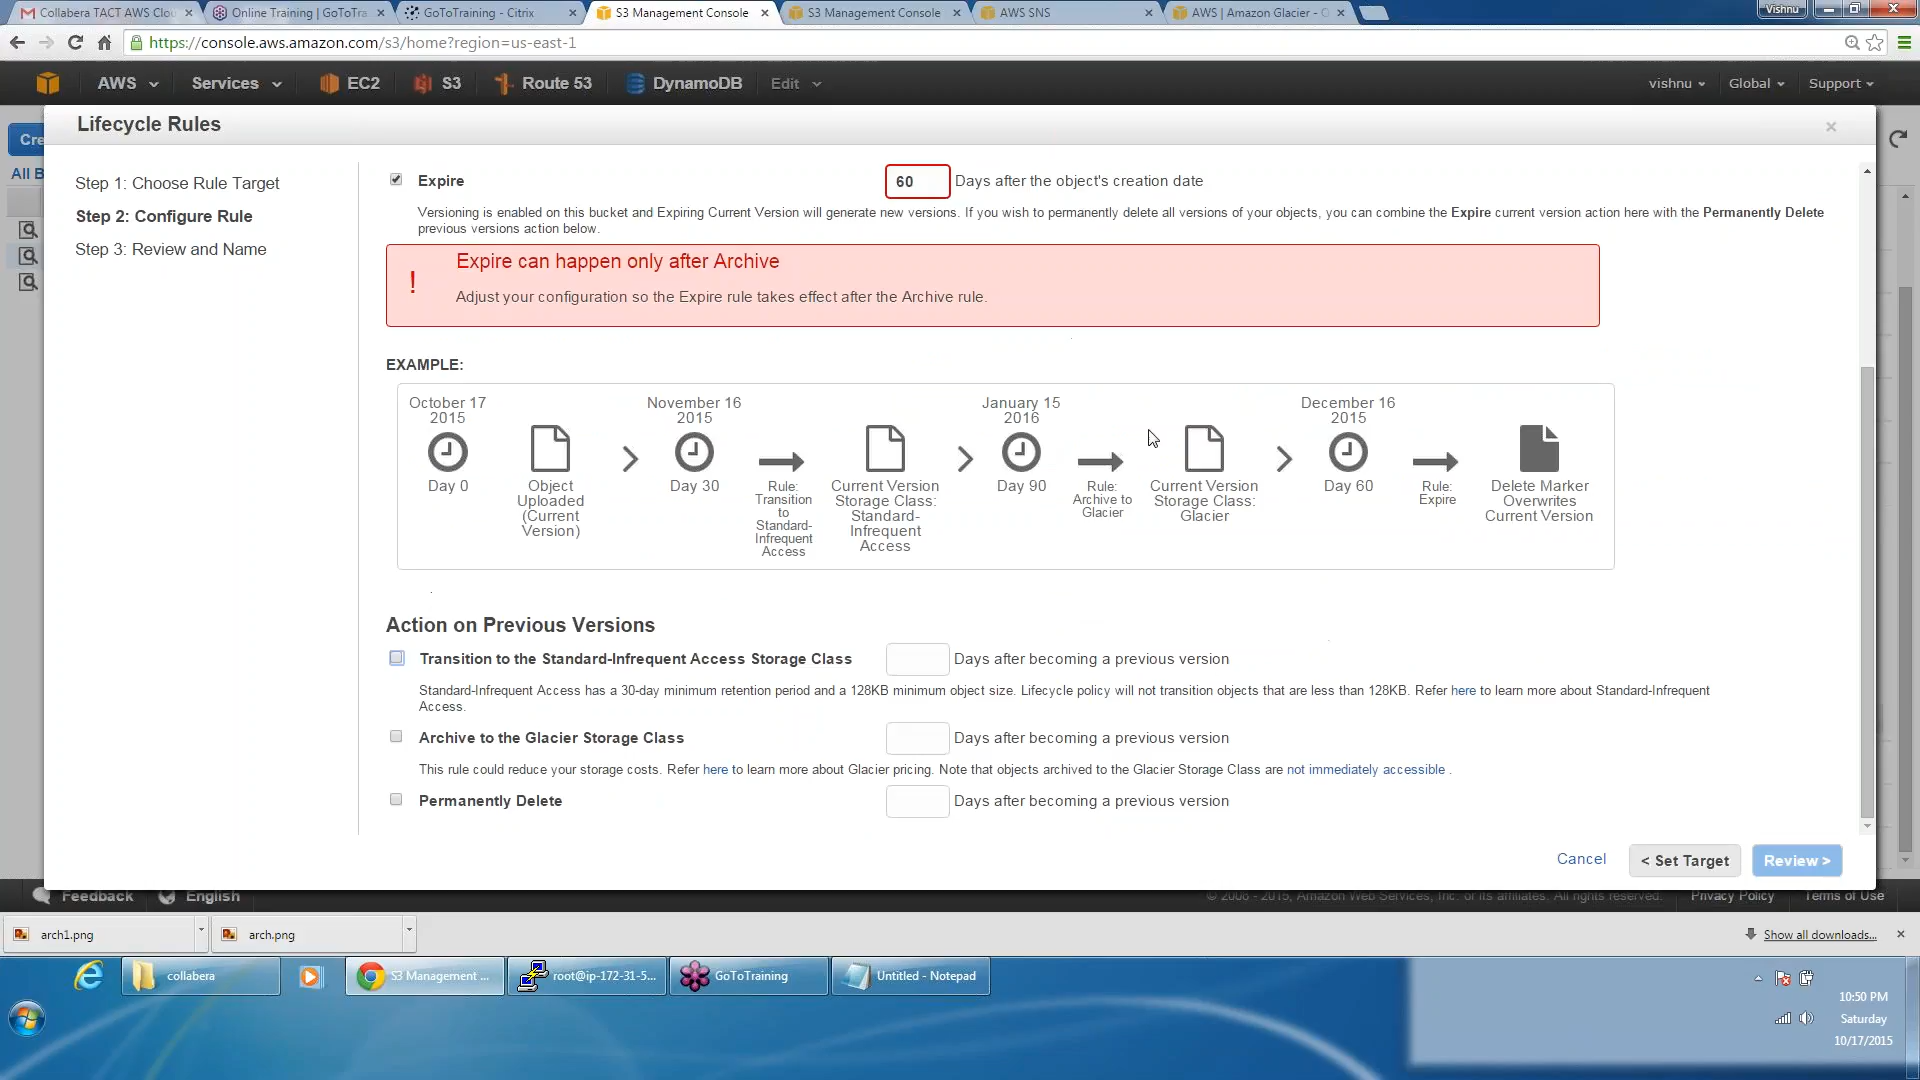 Collabera TACT AWS Clou
Online Training | GoToTra
GoToTraining - Citrix
S3 Management Console
S3 Management Console
AWS SNS
AWS | Amazon Glacier - O
Vishnu
https://console.aws.amazon.com/s3/home?region=us-east-1
AWS
Services
EC2
S3
Route 53
DynamoDB
Edit
vishnu
Global
Support
Lifecycle Rules
Cre
All B
Step 1: Choose Rule Target
Step 2: Configure Rule
Step 3: Review and Name
Expire
60
Days after the object's creation date
Versioning is enabled on this bucket and Expiring Current Version will generate new versions. If you wish to permanently delete all versions of your objects, you can combine the Expire current version action here with the Permanently Delete
previous versions action below.
!
Expire can happen only after Archive
Adjust your configuration so the Expire rule takes effect after the Archive rule.
EXAMPLE:
October 17
2015
Day 0
Object
Uploaded
(Current
Version)
November 16
2015
Day 30
Rule:
Transition
to
Standard-
Infrequent
Access
Current Version
Storage Class:
Standard-
Infrequent
Access
January 15
2016
Day 90
Rule:
Archive to
Glacier
Current Version
Storage Class:
Glacier
December 16
2015
Day 60
Rule:
Expire
Delete Marker
Overwrites
Current Version
Action on Previous Versions
Transition to the Standard-Infrequent Access Storage Class
Days after becoming a previous version
Standard-Infrequent Access has a 30-day minimum retention period and a 128KB minimum object size. Lifecycle policy will not transition objects that are less than 128KB. Refer here to learn more about Standard-Infrequent
Access.
Archive to the Glacier Storage Class
Days after becoming a previous version
This rule could reduce your storage costs. Refer here to learn more about Glacier pricing. Note that objects archived to the Glacier Storage Class are not immediately accessible .
Permanently Delete
Days after becoming a previous version
Cancel
< Set Target
Review >
Feedback
English
© 2008 - 2015, Amazon Web Services, Inc. or its affiliates. All rights reserved.
Privacy Policy
Terms of Use
arch1.png
arch.png
Show all downloads...
collabera
S3 Management ...
root@ip-172-31-5...
GoToTraining
Untitled - Notepad
10:50 PM
Saturday
10/17/2015